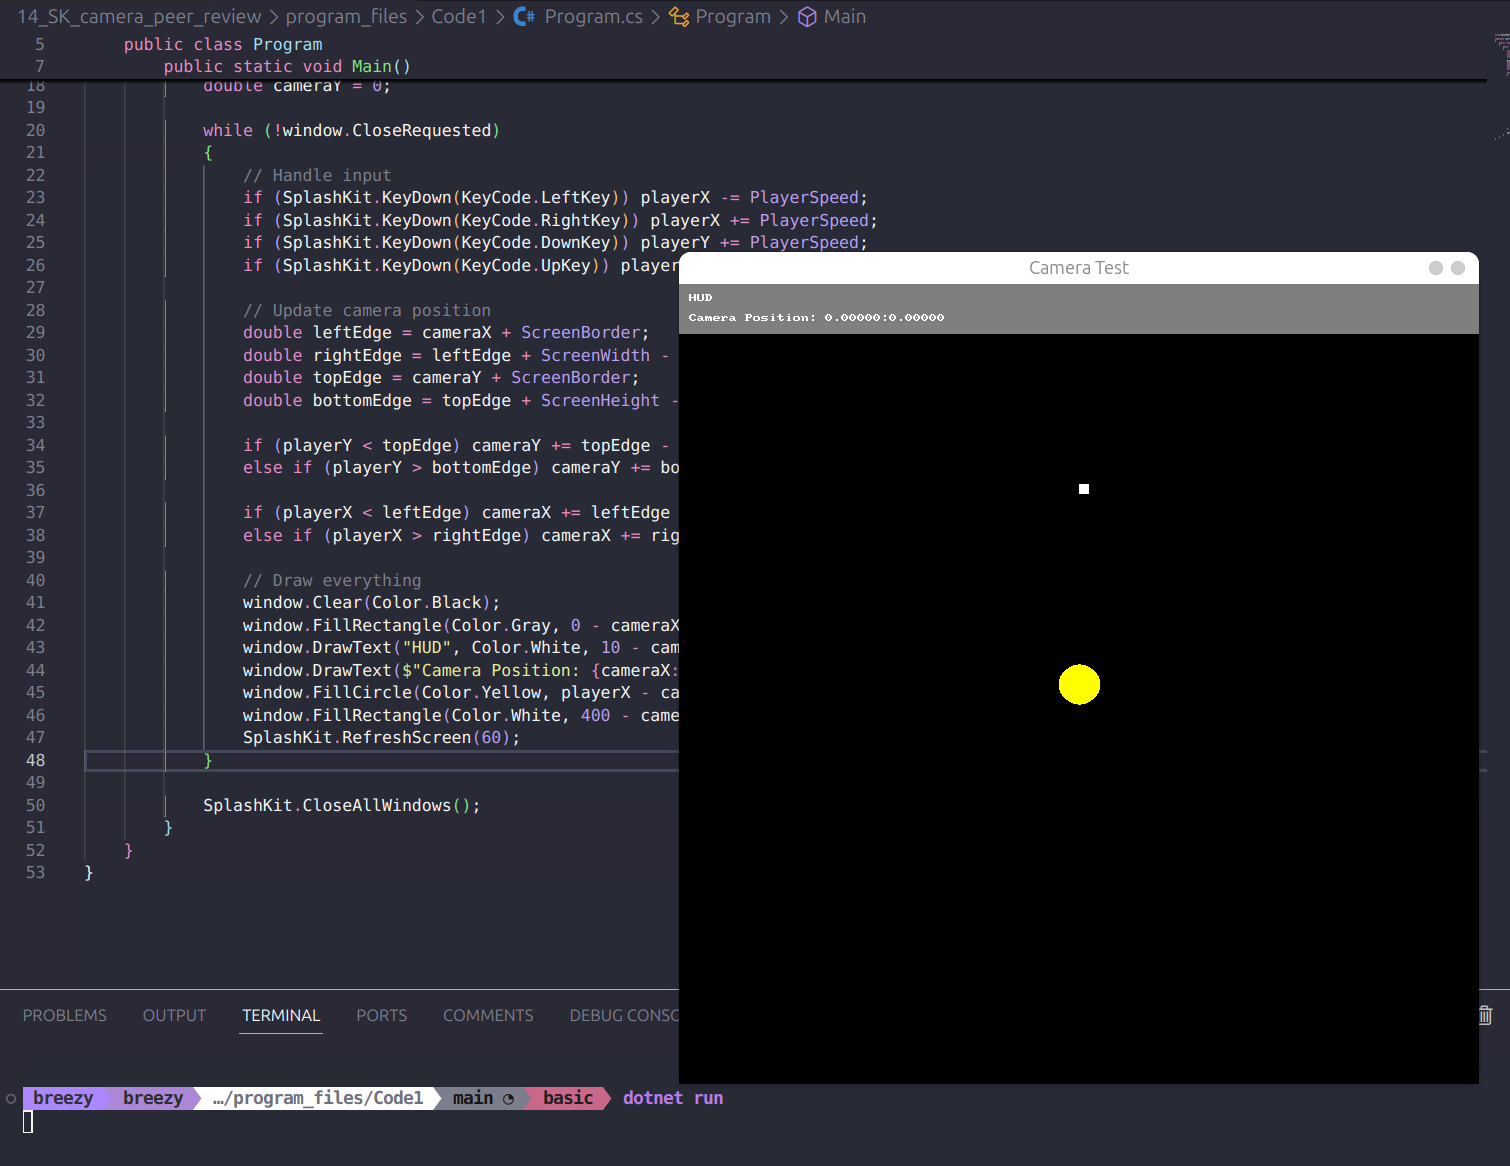 14_SK_camera_peer_review > program_files > Code1 > C# Program.cs > Program > Main
5 public class Program
7 public static void Main()
18 double cameraY = 0;
19
20 while (!window.CloseRequested)
21 {
22 // Handle input
23 if (SplashKit.KeyDown(KeyCode.LeftKey)) playerX -= PlayerSpeed;
24 if (SplashKit.KeyDown(KeyCode.RightKey)) playerX += PlayerSpeed;
25 if (SplashKit.KeyDown(KeyCode.DownKey)) playerY += PlayerSpeed;
26 if (SplashKit.KeyDown(KeyCode.UpKey)) player
27
28 // Update camera position
29 double leftEdge = cameraX + ScreenBorder;
30 double rightEdge = leftEdge + ScreenWidth -
31 double topEdge = cameraY + ScreenBorder;
32 double bottomEdge = topEdge + ScreenHeight -
33
34 if (playerY < topEdge) cameraY += topEdge -
35 else if (playerY > bottomEdge) cameraY += bo
36
37 if (playerX < leftEdge) cameraX += leftEdge
38 else if (playerX > rightEdge) cameraX += rig
39
40 // Draw everything
41 window.Clear(Color.Black);
42 window.FillRectangle(Color.Gray, 0 - cameraX
43 window.DrawText("HUD", Color.White, 10 - cam
44 window.DrawText($"Camera Position: {cameraX:
45 window.FillCircle(Color.Yellow, playerX - ca
46 window.FillRectangle(Color.White, 400 - came
47 SplashKit.RefreshScreen(60);
48 }
49
50 SplashKit.CloseAllWindows();
51 }
52 }
53 }
Camera Test
HUD
Camera Position: 0.00000:0.00000
PROBLEMS OUTPUT TERMINAL PORTS COMMENTS DEBUG CONSO
breezy breezy …/program_files/Code1 main basic dotnet run